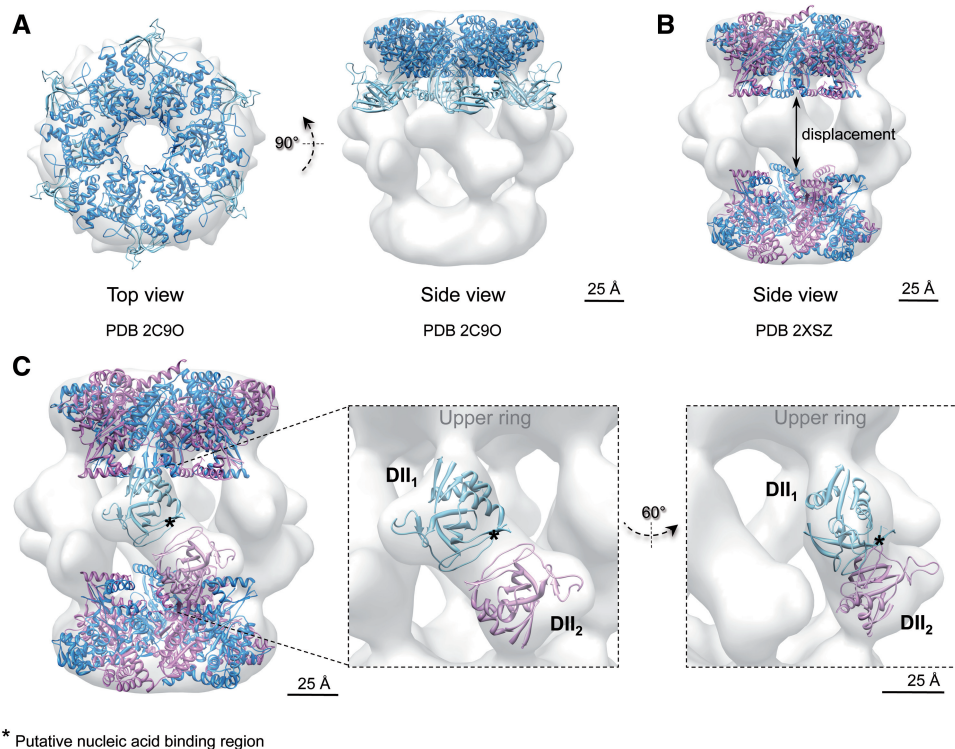 A
B
90°
displacement
Top view
Side view
25 Å
Side view
25 Å
PDB 2C9O
PDB 2C9O
PDB 2XSZ
C
Upper ring
Upper ring
DII₁
DII₁
60°
*
*
*
DII₂
DII₂
25 Å
25 Å
* Putative nucleic acid binding region